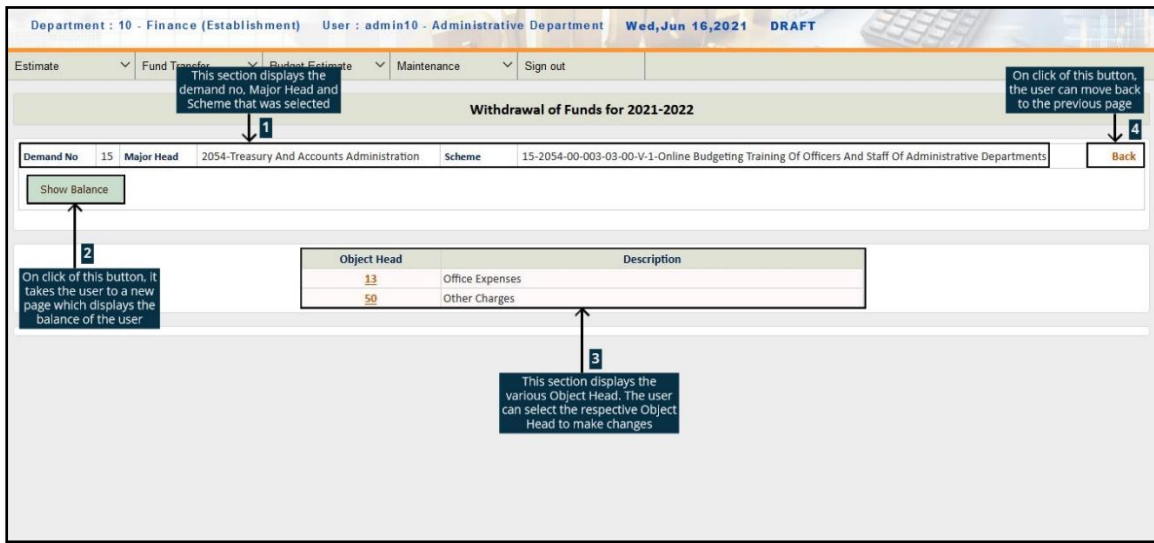 Department : 10 - Finance (Establishment) User : admin10 - Administrative Department Wed,Jun 16,2021 DRAFT
Estimate Fund Transfer Budget Estimate Maintenance Sign out
This section displays the
demand no, Major Head and
Scheme that was selected
1
On click of this button,
the user can move back
to the previous page
4
Withdrawal of Funds for 2021-2022
Demand No 15 Major Head 2054-Treasury And Accounts Administration Scheme 15-2054-00-003-03-00-V-1-Online Budgeting Training Of Officers And Staff Of Administrative Departments Back
Show Balance
2
On click of this button, it
takes the user to a new
page which displays the
balance of the user
Object Head Description
13 Office Expenses
50 Other Charges
3
This section displays the
various Object Head. The user
can select the respective Object
Head to make changes